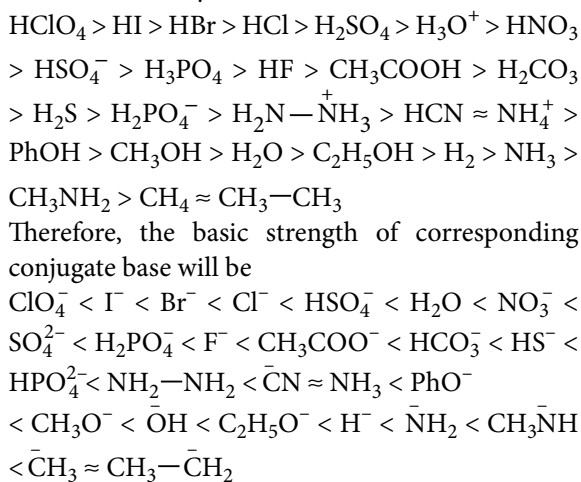 HClO₄ > HI > HBr > HCl > H₂SO₄ > H₃O⁺ > HNO₃
> HSO₄⁻ > H₃PO₄ > HF > CH₃COOH > H₂CO₃
> H₂S > H₂PO₄⁻ > H₂N—N⁺H₃ > HCN ≈ NH₄⁺ >
PhOH > CH₃OH > H₂O > C₂H₅OH > H₂ > NH₃ >
CH₃NH₂ > CH₄ ≈ CH₃—CH₃
Therefore, the basic strength of corresponding
conjugate base will be
ClO₄⁻ < I⁻ < Br⁻ < Cl⁻ < HSO₄⁻ < H₂O < NO₃⁻ <
SO₄²⁻ < H₂PO₄⁻ < F⁻ < CH₃COO⁻ < HCO₃⁻ < HS⁻ <
HPO₄²⁻ < NH₂—NH₂ < C̄N ≈ NH₃ < PhO⁻
< CH₃O⁻ < ŌH < C₂H₅O⁻ < H⁻ < N̄H₂ < CH₃N̄H
< C̄H₃ ≈ CH₃—C̄H₂